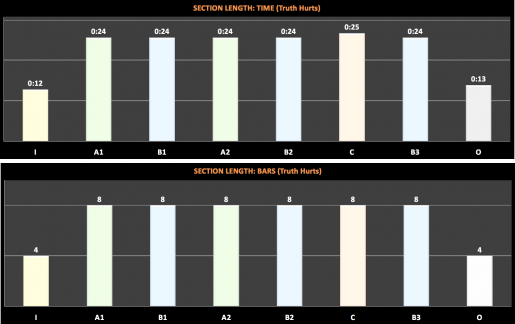 SECTION LENGTH: TIME (Truth Hurts)
0:12 0:24 0:24 0:24 0:24 0:25 0:24 0:13
I A1 B1 A2 B2 C B3 O
SECTION LENGTH: BARS (Truth Hurts)
4 8 8 8 8 8 8 4
I A1 B1 A2 B2 C B3 O